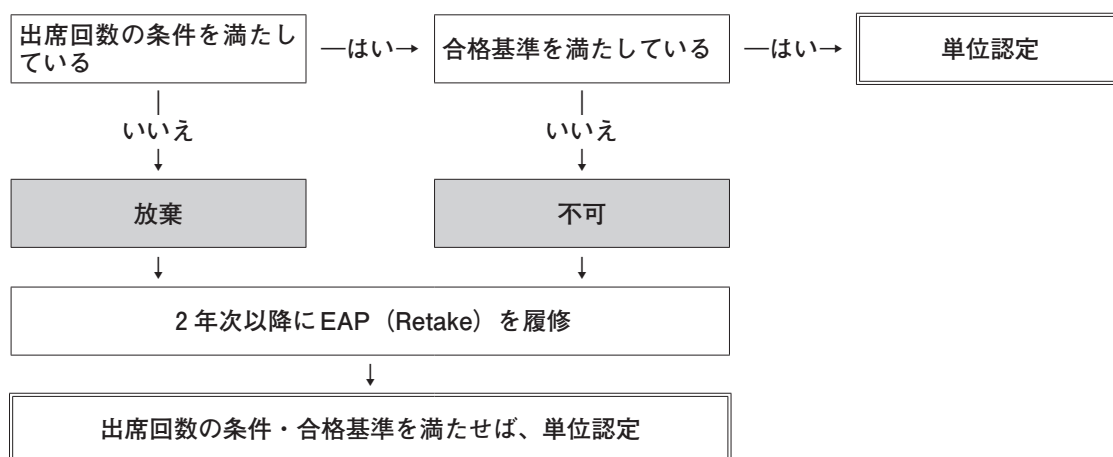 出席回数の条件を満たし
ている
―はい→
合格基準を満たしている
―はい→
単位認定
いいえ
いいえ
放棄
不可
2年次以降にEAP（Retake）を履修
出席回数の条件・合格基準を満たせば、単位認定